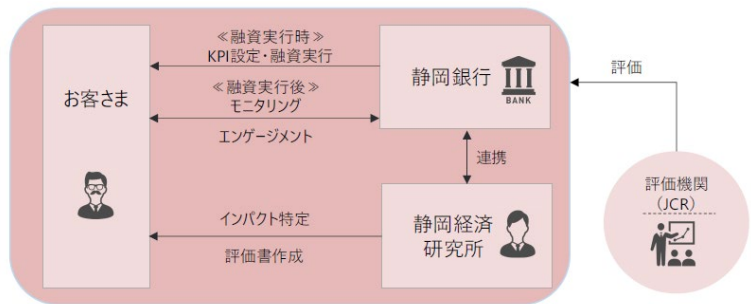 お客さま
≪融資実行時≫
KPI設定・融資実行
≪融資実行後≫
モニタリング
エンゲージメント
静岡銀行
BANK
連携
インパクト特定
評価書作成
静岡経済
研究所
評価
評価機関
(JCR)